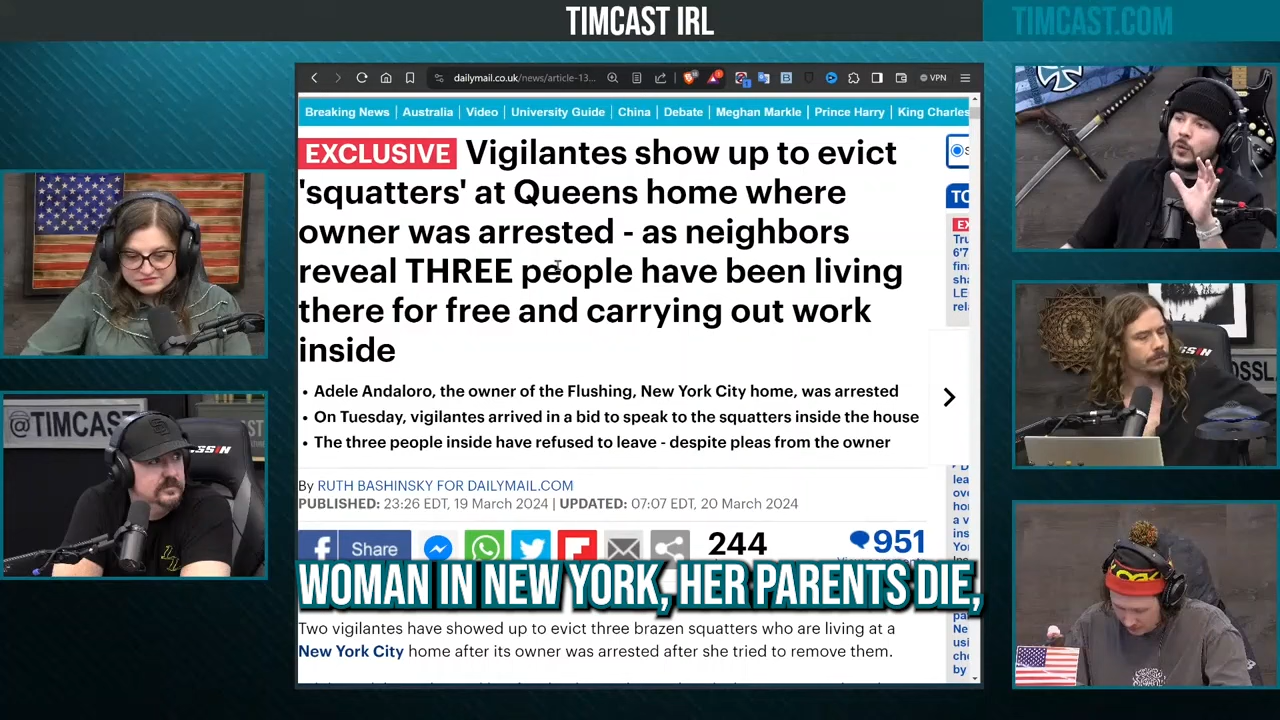 TIMCAST IRL
TIMCAST.COM
dailymail.co.uk/news/article-13...
VPN
Breaking News | Australia | Video | University Guide | China | Debate | Meghan Markle | Prince Harry | King Charles
EXCLUSIVE Vigilantes show up to evict
'squatters' at Queens home where
owner was arrested - as neighbors
reveal THREE people have been living
there for free and carrying out work
inside
• Adele Andaloro, the owner of the Flushing, New York City home, was arrested
• On Tuesday, vigilantes arrived in a bid to speak to the squatters inside the house
• The three people inside have refused to leave - despite pleas from the owner
By RUTH BASHINSKY FOR DAILYMAIL.COM
PUBLISHED: 23:26 EDT, 19 March 2024 | UPDATED: 07:07 EDT, 20 March 2024
Share
244
951
WOMAN IN NEW YORK, HER PARENTS DIE,
Two vigilantes have showed up to evict three brazen squatters who are living at a
New York City home after its owner was arrested after she tried to remove them.
@TIMCAST